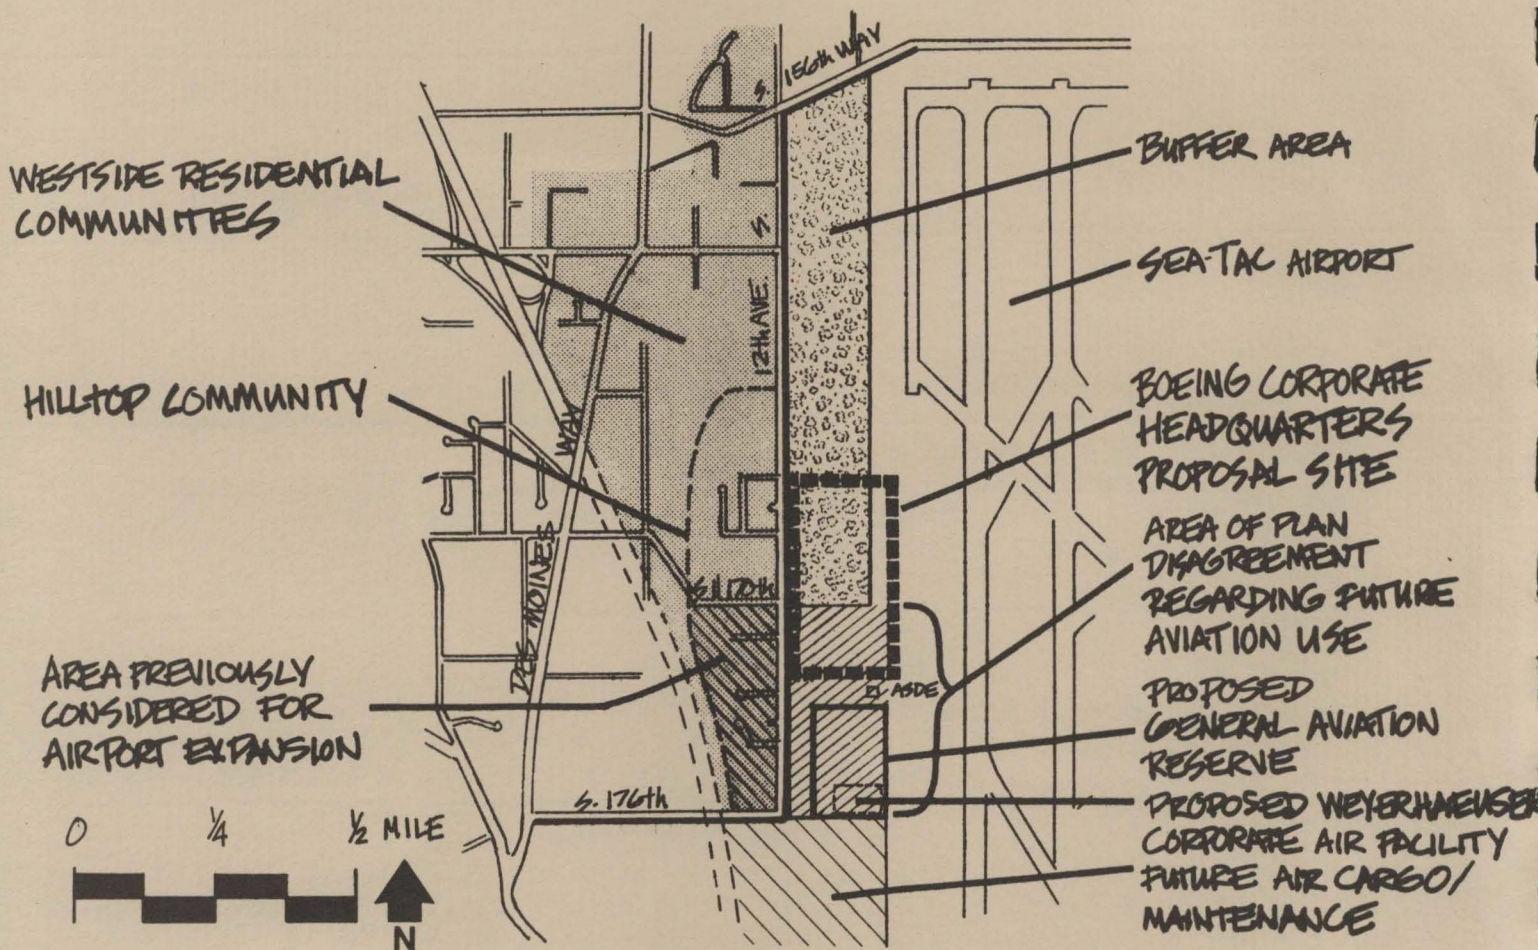 WESTSIDE RESIDENTIAL
COMMUNITIES
HILLTOP COMMUNITY
AREA PREVIOUSLY
CONSIDERED FOR
AIRPORT EXPANSION
0 1/4 1/2 MILE
N
S. 156th WAY
S.
12th AVE.
WAY
DES MOINES
S. 170th
S. 176th
ASDE
BUFFER AREA
SEA-TAC AIRPORT
BOEING CORPORATE
HEADQUARTERS
PROPOSAL SITE
AREA OF PLAN
DISAGREEMENT
REGARDING FUTURE
AVIATION USE
PROPOSED
GENERAL AVIATION
RESERVE
PROPOSED WEYERHAEUSER
CORPORATE AIR FACILITY
FUTURE AIR CARGO/
MAINTENANCE